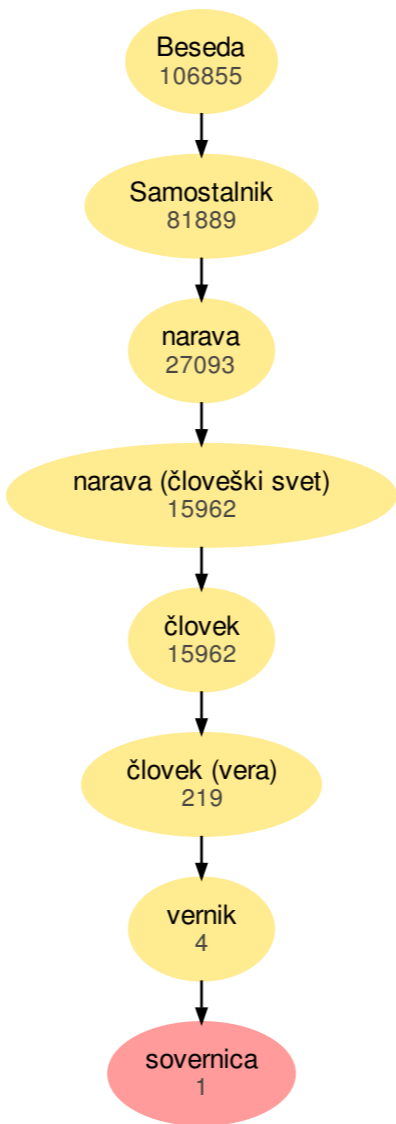 Beseda
106855
Samostalnik
81889
narava
27093
narava (človeški svet)
15962
človek
15962
človek (vera)
219
vernik
4
sovernica
1